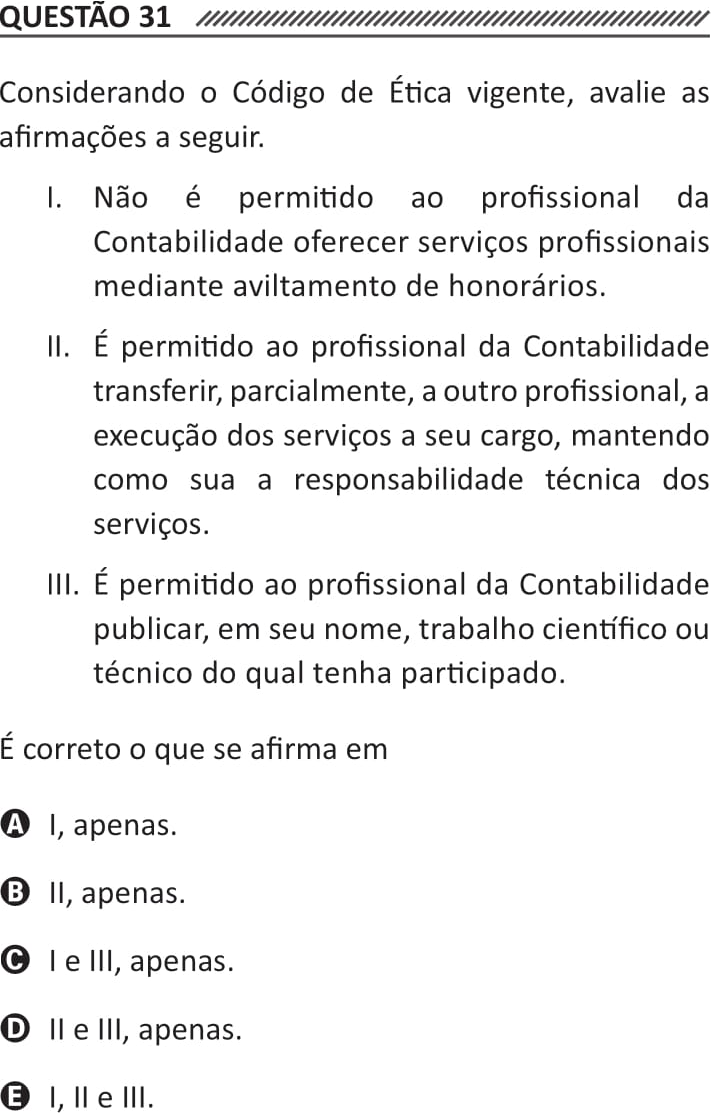 QUESTÃO 31
Considerando o Código de Ética vigente, avalie as
afirmações a seguir.
I. Não é permitido ao profissional da
Contabilidade oferecer serviços profissionais
mediante aviltamento de honorários.
II. É permitido ao profissional da Contabilidade
transferir, parcialmente, a outro profissional, a
execução dos serviços a seu cargo, mantendo
como sua a responsabilidade técnica dos
serviços.
III. É permitido ao profissional da Contabilidade
publicar, em seu nome, trabalho científico ou
técnico do qual tenha participado.
É correto o que se afirma em
A I, apenas.
B II, apenas.
C I e III, apenas.
D II e III, apenas.
E I, II e III.